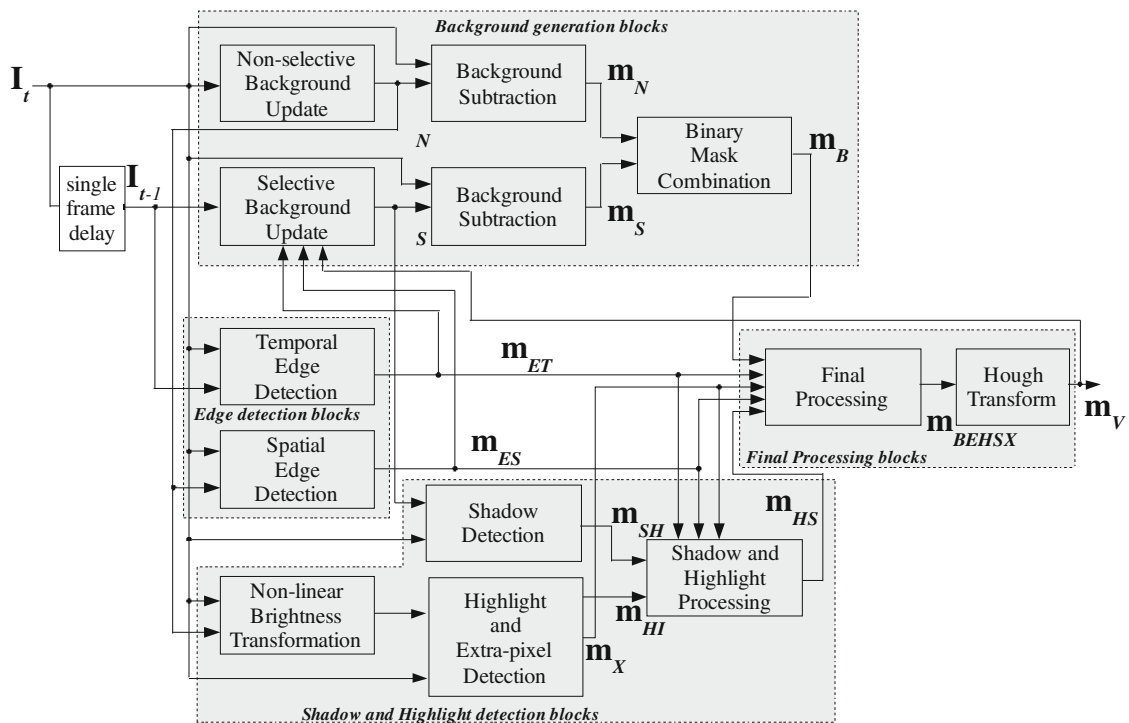 Background generation blocks
I_t
Non-selective
Background
Update
Background
Subtraction
m_N
N
Binary
Mask
Combination
m_B
single
frame
delay
I_t-1
Selective
Background
Update
Background
Subtraction
m_S
S
Temporal
Edge
Detection
m_ET
Edge detection blocks
Spatial
Edge
Detection
m_ES
Final
Processing
Hough
Transform
m_V
m_BEHSX
Final Processing blocks
Shadow
Detection
m_SH
m_HS
Shadow and
Highlight
Processing
Non-linear
Brightness
Transformation
Highlight
and
Extra-pixel
Detection
m_HI
m_X
Shadow and Highlight detection blocks